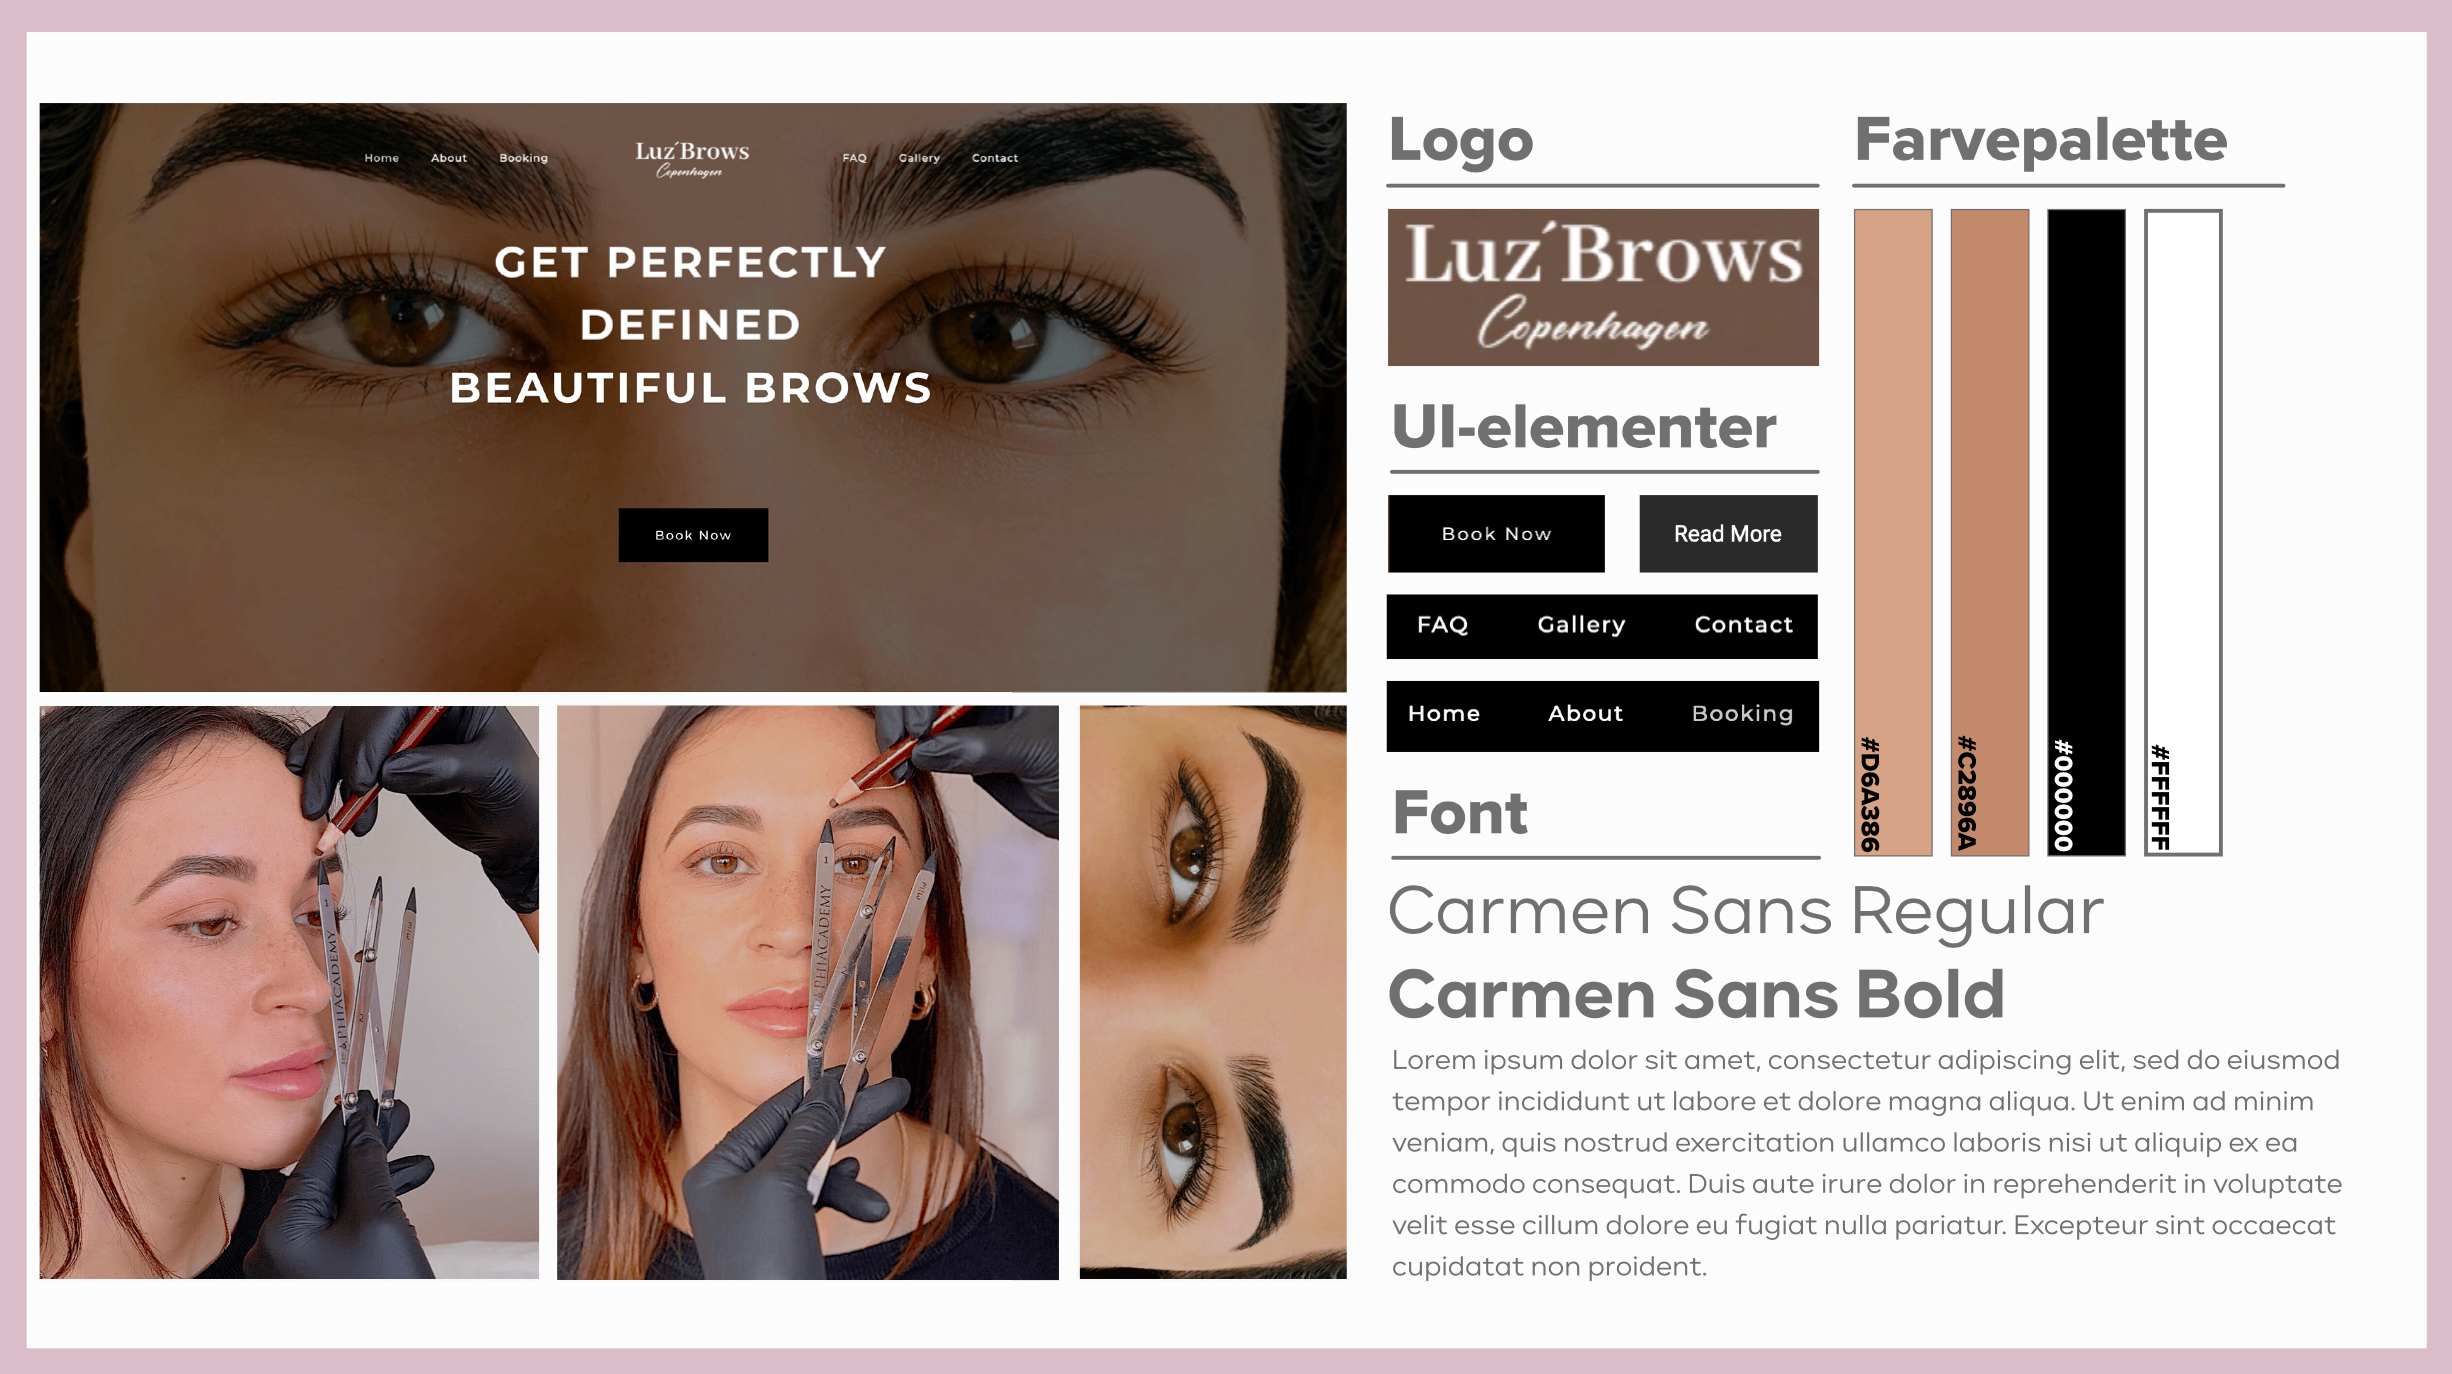 Home About Booking Luz´Brows FAQ Gallery Contact
Copenhagen
GET PERFECTLY
DEFINED
BEAUTIFUL BROWS
Book Now
PHIACADEMY
1
PHIACADEMY
Logo
Luz´Brows
Copenhagen
UI-elementer
Book Now Read More
FAQ Gallery Contact
Home About Booking
Farvepalette
#D6A386
#C2896A
#000000
#FFFFFF
Font
Carmen Sans Regular
Carmen Sans Bold
Lorem ipsum dolor sit amet, consectetur adipiscing elit, sed do eiusmod
tempor incididunt ut labore et dolore magna aliqua. Ut enim ad minim
veniam, quis nostrud exercitation ullamco laboris nisi ut aliquip ex ea
commodo consequat. Duis aute irure dolor in reprehenderit in voluptate
velit esse cillum dolore eu fugiat nulla pariatur. Excepteur sint occaecat
cupidatat non proident.